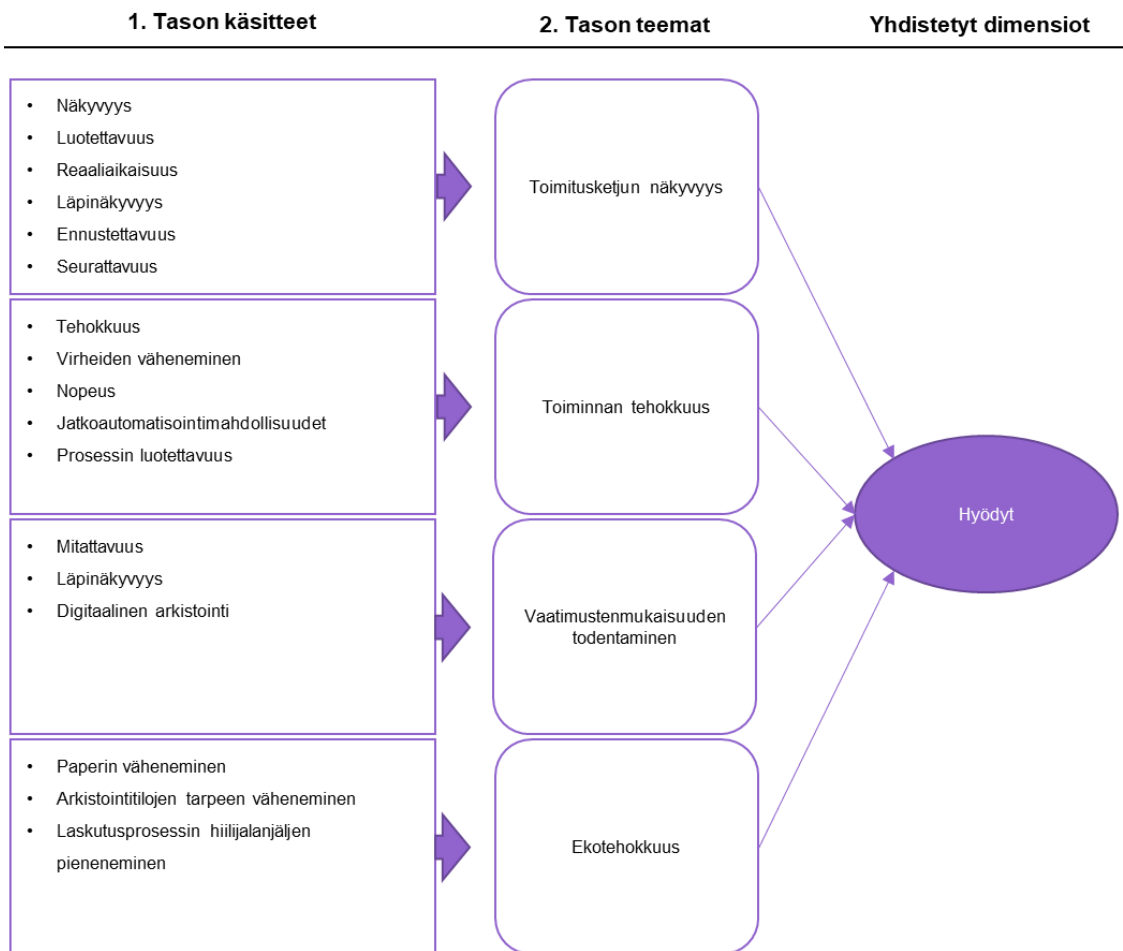 1. Tason käsitteet
2. Tason teemat
Yhdistetyt dimensiot
• Näkyvyys
• Luotettavuus
• Reaaliaikaisuus
• Läpinäkyvyys
• Ennustettavuus
• Seurattavuus
Toimitusketjun näkyvyys
• Tehokkuus
• Virheiden väheneminen
• Nopeus
• Jatkoautomatisointimahdollisuudet
• Prosessin luotettavuus
Toiminnan tehokkuus
• Mitattavuus
• Läpinäkyvyys
• Digitaalinen arkistointi
Vaatimustenmukaisuuden
todentaminen
• Paperin väheneminen
• Arkistointitilojen tarpeen väheneminen
• Laskutusprosessin hiilijalanjäljen
pieneneminen
Ekotehokkuus
Hyödyt